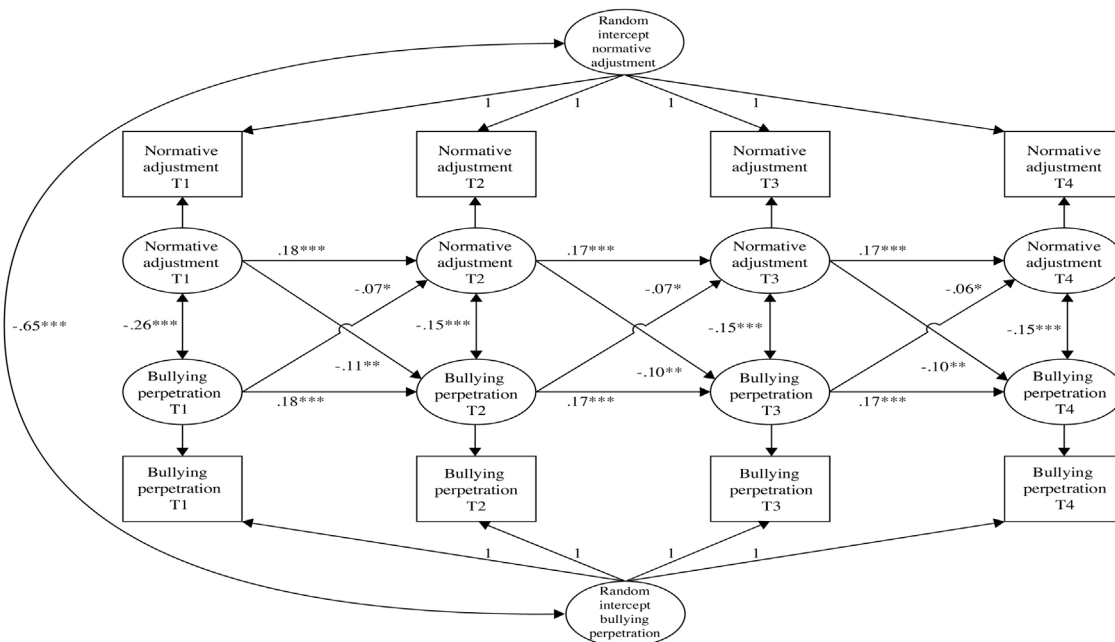 Random
intercept
normative
adjustment
1
1
1
1
Normative
adjustment
T1
Normative
adjustment
T2
Normative
adjustment
T3
Normative
adjustment
T4
Normative
adjustment
T1
.18***
Normative
adjustment
T2
.17***
Normative
adjustment
T3
.17***
Normative
adjustment
T4
-.07*
-.07*
-.06*
-.65***
-.26***
-.15***
-.15***
-.15***
-.11**
-.10**
-.10**
Bullying
perpetration
T1
.18***
Bullying
perpetration
T2
.17***
Bullying
perpetration
T3
.17***
Bullying
perpetration
T4
Bullying
perpetration
T1
Bullying
perpetration
T2
Bullying
perpetration
T3
Bullying
perpetration
T4
1
1
1
1
Random
intercept
bullying
perpetration